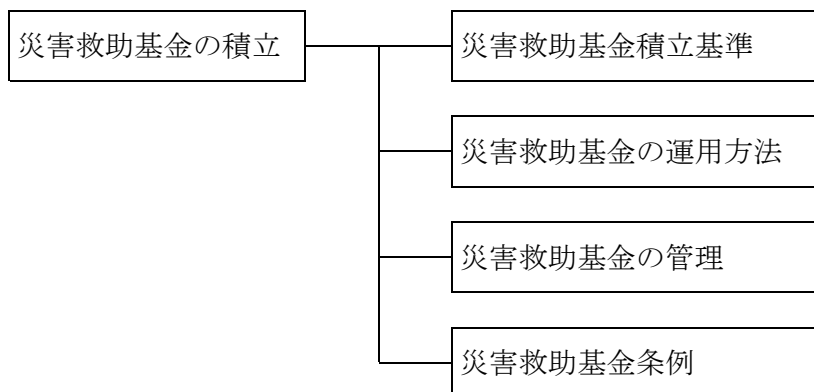 災害救助基金の積立
災害救助基金積立基準
災害救助基金の運用方法
災害救助基金の管理
災害救助基金条例